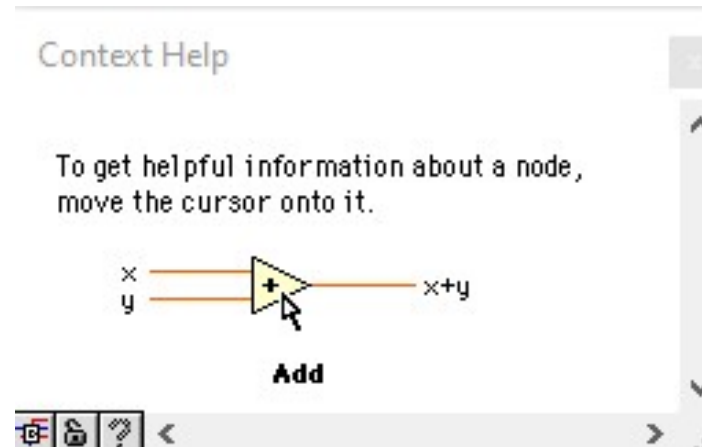 Context Help
To get helpful information about a node,
move the cursor onto it.
x
y
+
x+y
Add
?